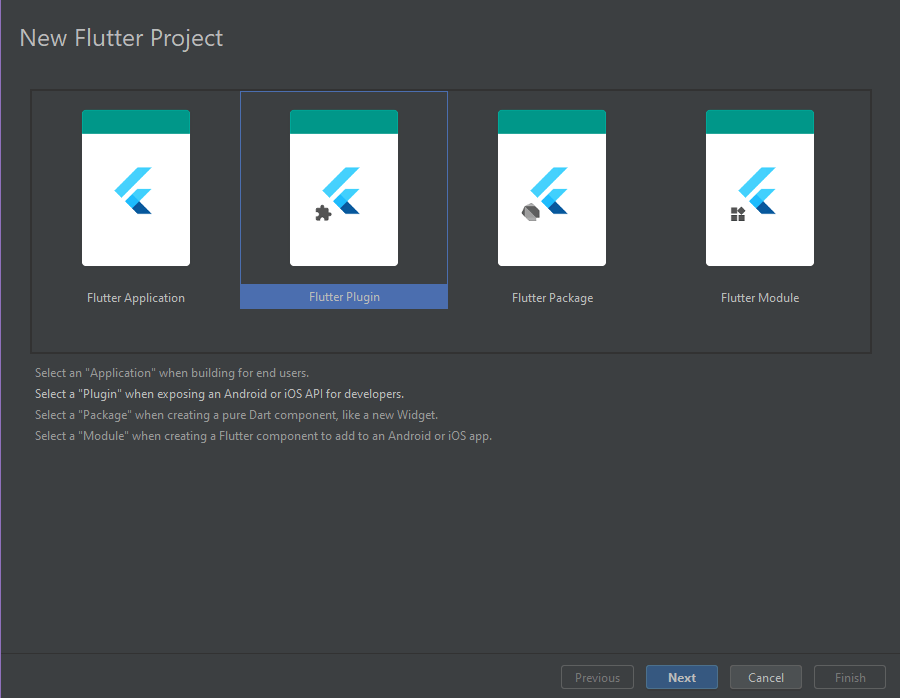 New Flutter Project
Flutter Application
Flutter Plugin
Flutter Package
Flutter Module
Select an "Application" when building for end users.
Select a "Plugin" when exposing an Android or iOS API for developers.
Select a "Package" when creating a pure Dart component, like a new Widget.
Select a "Module" when creating a Flutter component to add to an Android or iOS app.
Previous
Next
Cancel
Finish